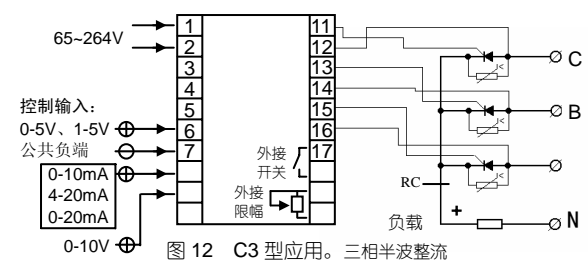 65~264V
控制输入：
0-5V、1-5V
公共负端
0-10mA
4-20mA
0-20mA
0-10V
1
2
3
4
5
6
7
11
12
13
14
15
16
17
外接
开关
外接
限幅
C
B
RC
+
负载
N
图 12 C3 型应用。三相半波整流